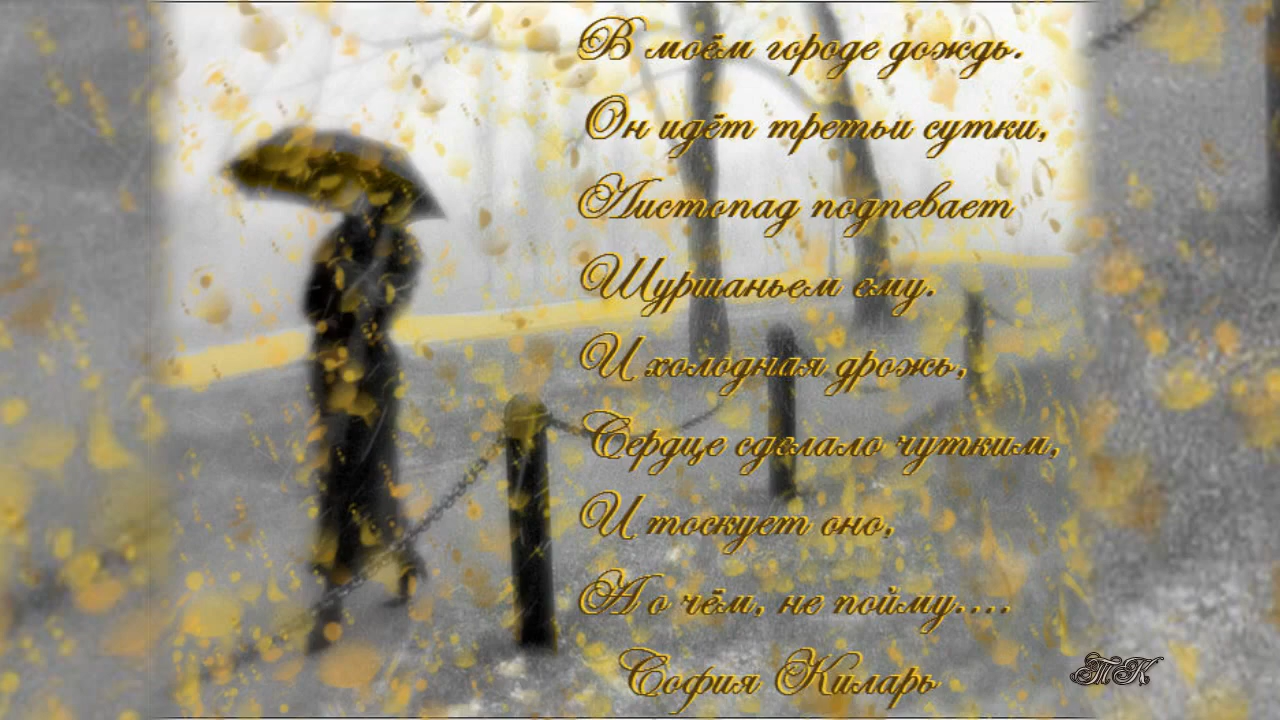 В моём городе дождь.
Он идёт третьи сутки,
Листопад подпевает
Шуршаньем ему.
И холодная дрожь,
Сердце сделало чутким,
И тоскует оно,
А о чём, не пойму....
София Киларь
ТК